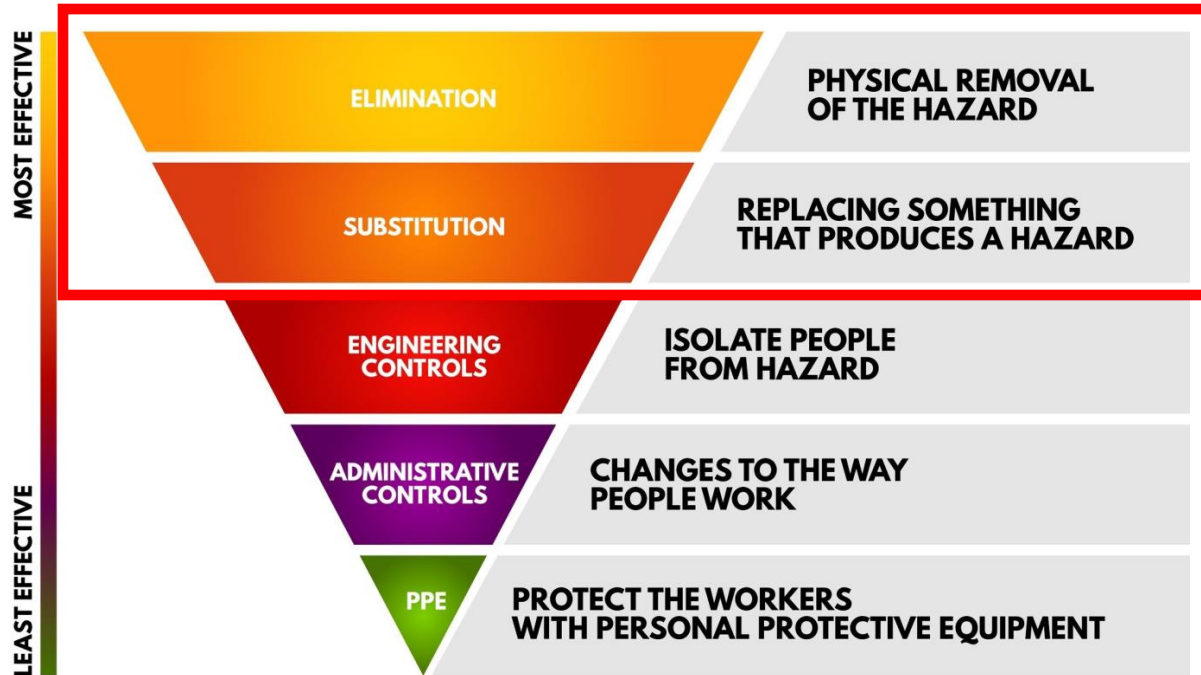 MOST EFFECTIVE
ELIMINATION
PHYSICAL REMOVAL
OF THE HAZARD
SUBSTITUTION
REPLACING SOMETHING
THAT PRODUCES A HAZARD
ENGINEERING
CONTROLS
ISOLATE PEOPLE
FROM HAZARD
ADMINISTRATIVE
CONTROLS
CHANGES TO THE WAY
PEOPLE WORK
LEAST EFFECTIVE
PPE
PROTECT THE WORKERS
WITH PERSONAL PROTECTIVE EQUIPMENT